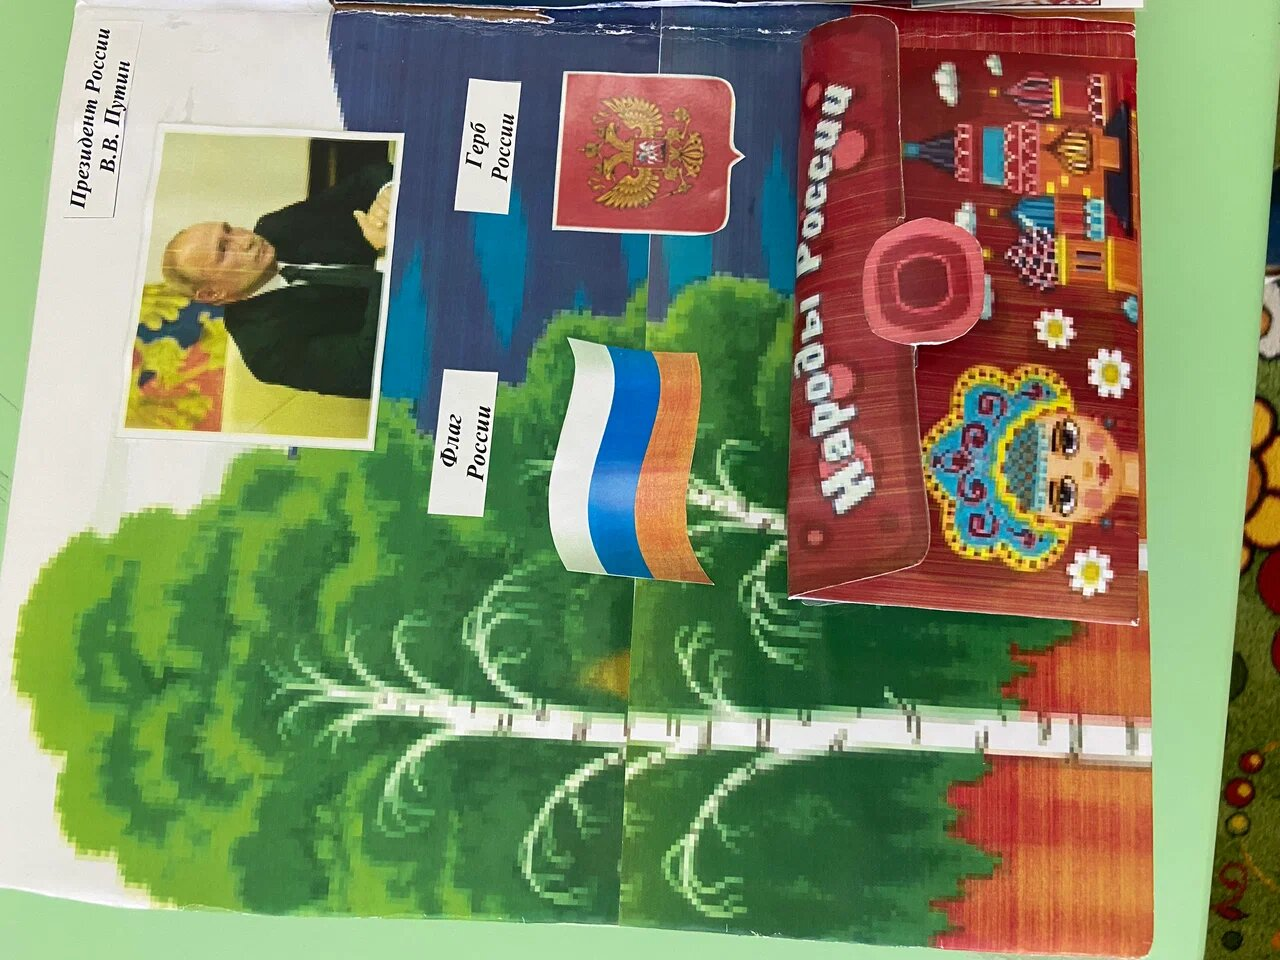 Президент России
В.В. Путин
Герб
России
Флаг
России
Народы России